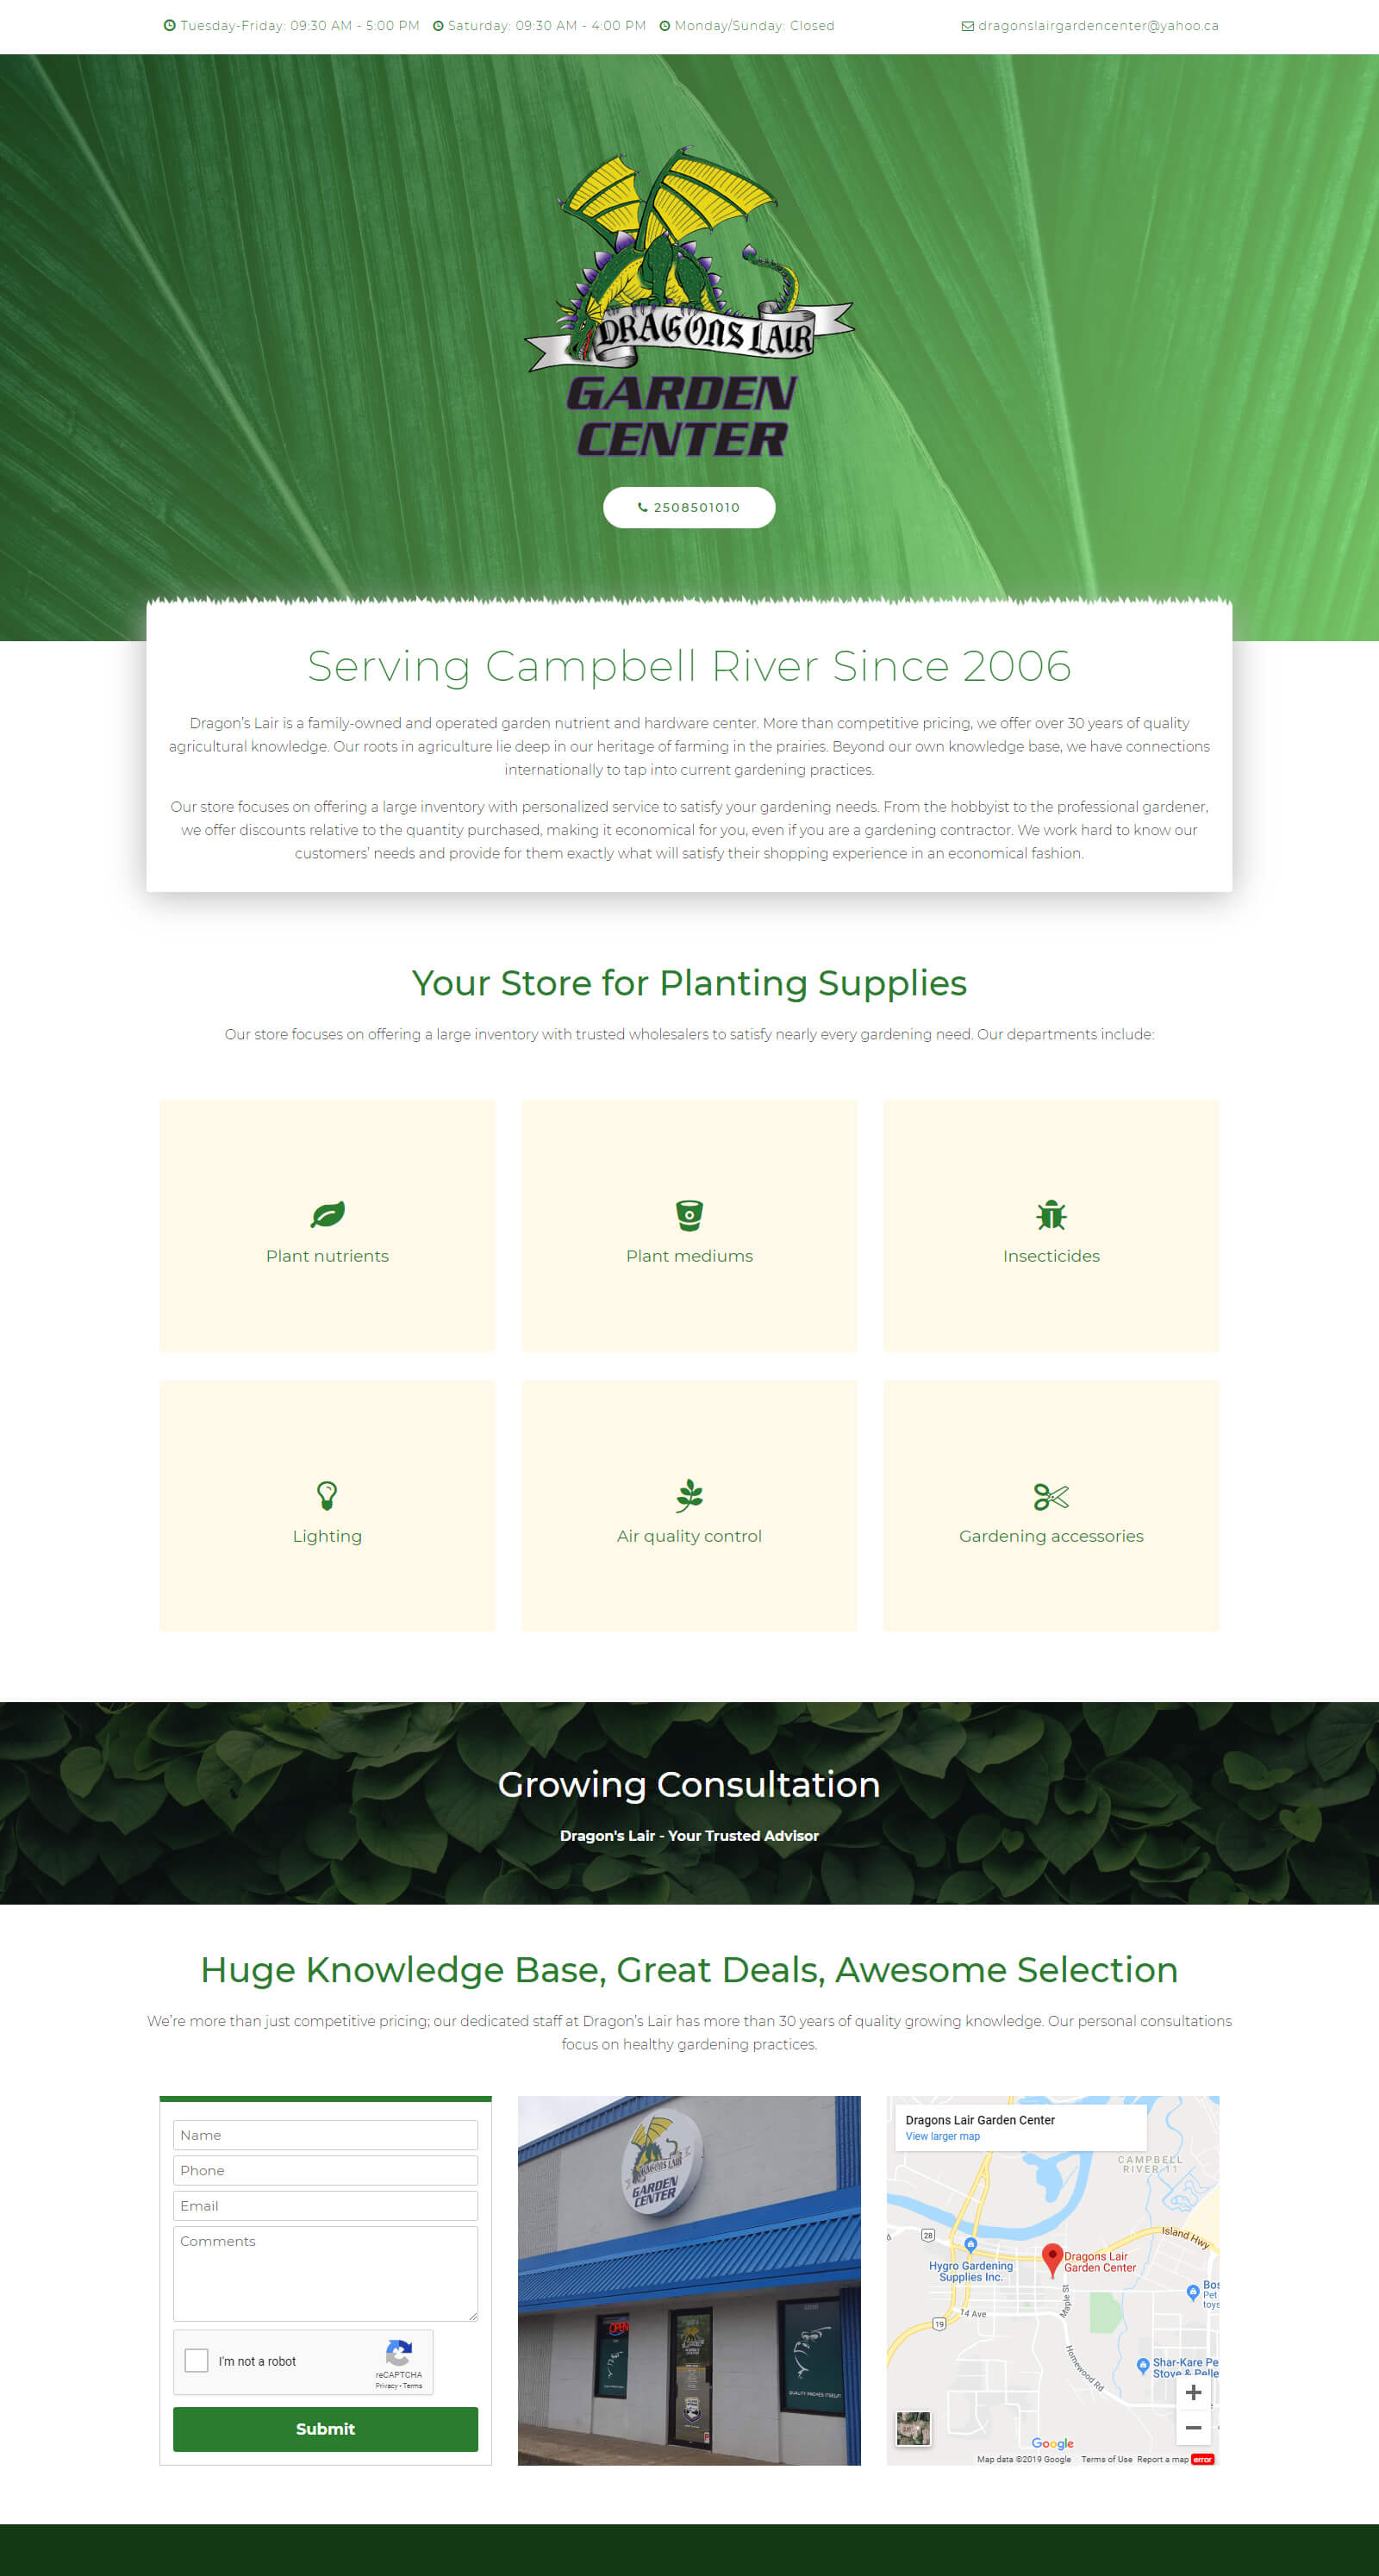 Tuesday-Friday: 09:30 AM - 5:00 PM Saturday: 09:30 AM - 4:00 PM Monday/Sunday: Closed dragonslairgardencenter@yahoo.ca
DRAGONS LAIR
GARDEN
CENTER
2508501010
Serving Campbell River Since 2006
Dragon's Lair is a family-owned and operated garden nutrient and hardware center. More than competitive pricing, we offer over 30 years of quality
agricultural knowledge. Our roots in agriculture lie deep in our heritage of farming in the prairies. Beyond our own knowledge base, we have connections
internationally to tap into current gardening practices.
Our store focuses on offering a large inventory with personalized service to satisfy your gardening needs. From the hobbyist to the professional gardener,
we offer discounts relative to the quantity purchased, making it economical for you, even if you are a gardening contractor. We work hard to know our
customers' needs and provide for them exactly what will satisfy their shopping experience in an economical fashion.
Your Store for Planting Supplies
Our store focuses on offering a large inventory with trusted wholesalers to satisfy nearly every gardening need. Our departments include:
Plant nutrients
Plant mediums
Insecticides
Lighting
Air quality control
Gardening accessories
Growing Consultation
Dragon's Lair - Your Trusted Advisor
Huge Knowledge Base, Great Deals, Awesome Selection
We're more than just competitive pricing; our dedicated staff at Dragon's Lair has more than 30 years of quality growing knowledge. Our personal consultations
focus on healthy gardening practices.
Name
Phone
Email
Comments
I'm not a robot
reCAPTCHA
Privacy - Terms
Submit
DRAGONS LAIR
GARDEN
CENTER
OPEN
Dragons Lair Garden Center
View larger map
CAMPBELL
RIVER 11
28
Island Hwy
Hygro Gardening
Supplies Inc.
Dragons Lair
Garden Center
Bos
Pet
toys
14 Ave
Maple St
19
Homewood Rd
Shar-Kare Pe
Stove & Pelle
Google
Map data ©2019 Google Terms of Use Report a map error